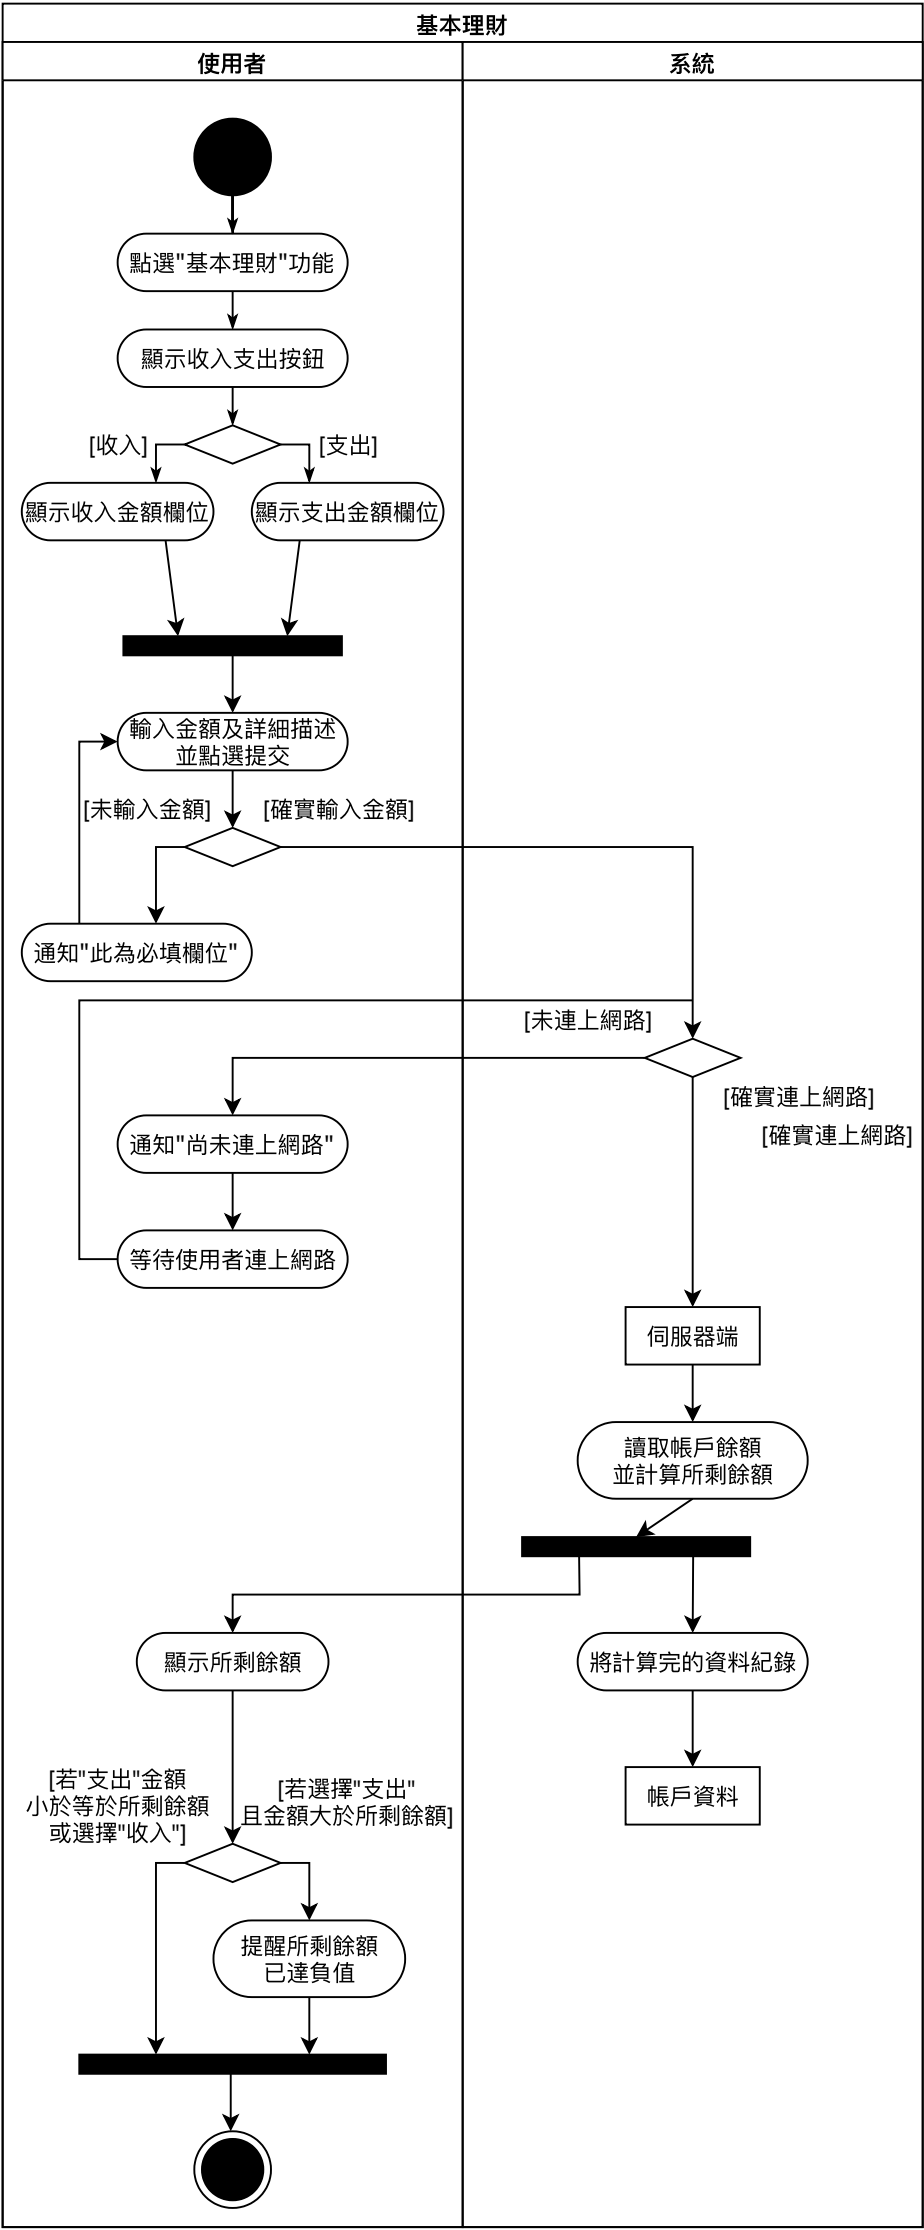 基本理財
使用者
系統
點選"基本理財"功能
顯示收入支出按鈕
[收入]
[支出]
顯示收入金額欄位
顯示支出金額欄位
輸入金額及詳細描述
並點選提交
[未輸入金額]
[確實輸入金額]
通知"此為必填欄位"
[未連上網路]
[確實連上網路]
[確實連上網路]
通知"尚未連上網路"
等待使用者連上網路
伺服器端
讀取帳戶餘額
並計算所剩餘額
顯示所剩餘額
將計算完的資料紀錄
[若"支出"金額
小於等於所剩餘額
或選擇"收入"]
[若選擇"支出"
且金額大於所剩餘額]
帳戶資料
提醒所剩餘額
已達負值